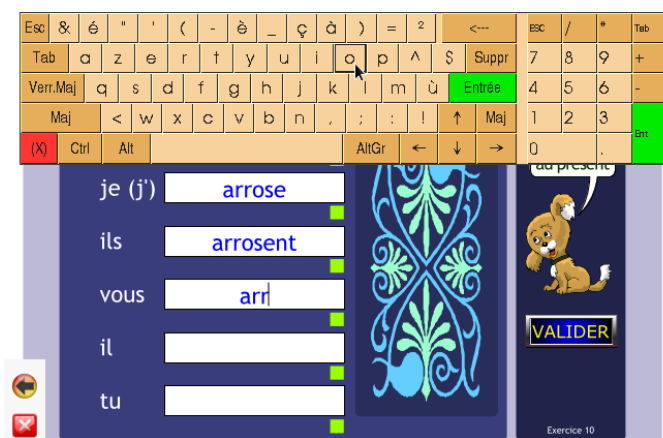 Esc & é " ' ( - è _ ç à ) = ² <--- ESC / * Tab
Tab a z e r t y u i o p ^ $ Suppr 7 8 9 +
Verr.Maj q s d f g h j k l m ù Entrée 4 5 6 -
Maj < w x c v b n , ; : ! ↑ Maj 1 2 3 Ent
(X) Ctrl Alt AltGr ← ↓ → 0 .
au présent
je (j') arrose
ils arrosent
vous arr
il
tu
VALIDER
Exercice 10